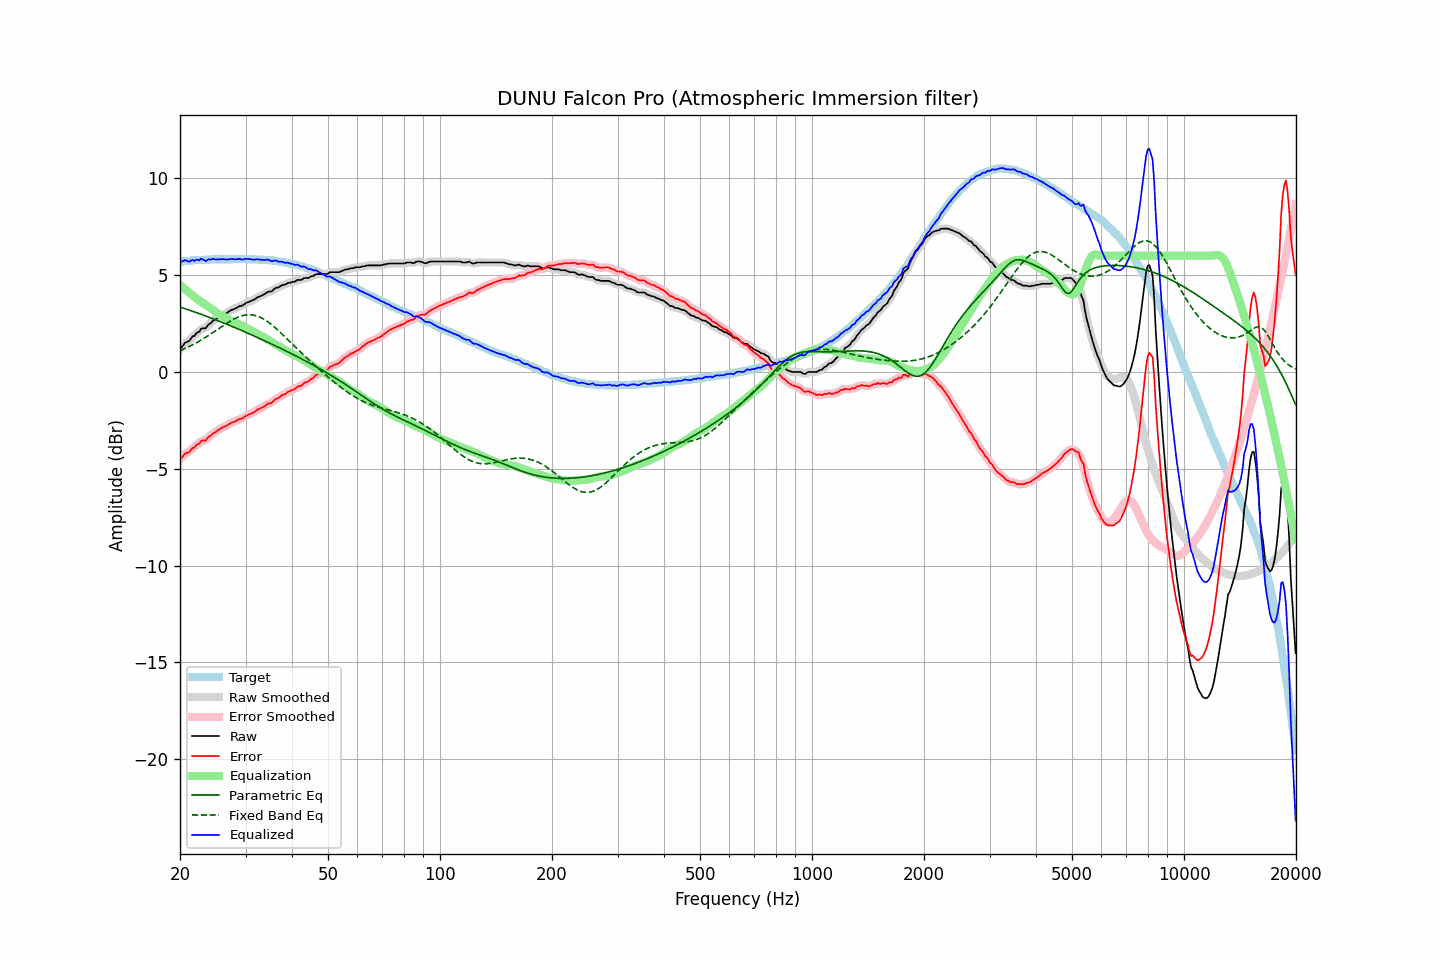 DUNU Falcon Pro (Atmospheric Immersion filter)
Amplitude (dBr)
10
5
0
−5
−10
−15
−20
Target
Raw Smoothed
Error Smoothed
Raw
Error
Equalization
Parametric Eq
Fixed Band Eq
Equalized
20 50 100 200 500 1000 2000 5000 10000 20000
Frequency (Hz)